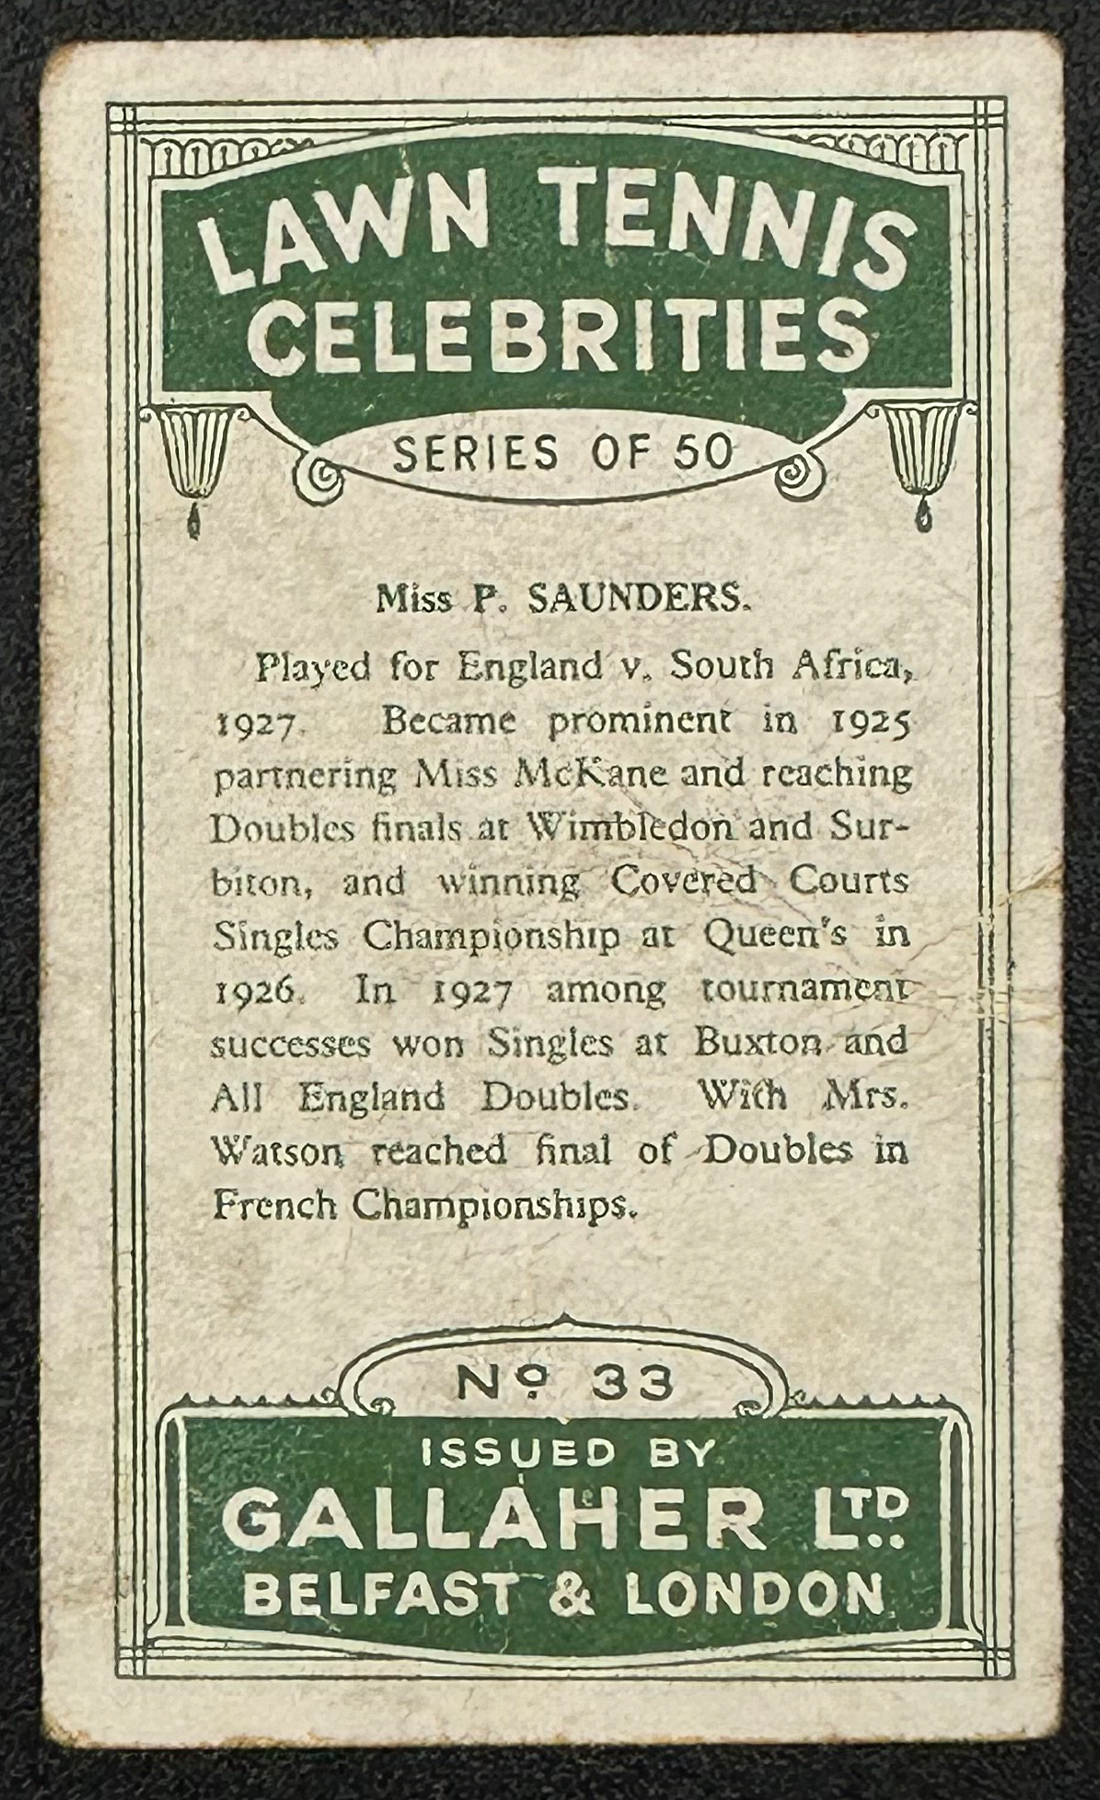 LAWN TENNIS
CELEBRITIES
SERIES OF 50
Miss P. SAUNDERS.
Played for England v. South Africa,
1927. Became prominent in 1925
partnering Miss McKane and reaching
Doubles finals at Wimbledon and Sur-
biton, and winning Covered Courts
Singles Championship at Queen's in
1926. In 1927 among tournament
successes won Singles at Buxton and
All England Doubles. With Mrs.
Watson reached final of Doubles in
French Championships.
Nº 33
ISSUED BY
GALLAHER LTD.
BELFAST & LONDON